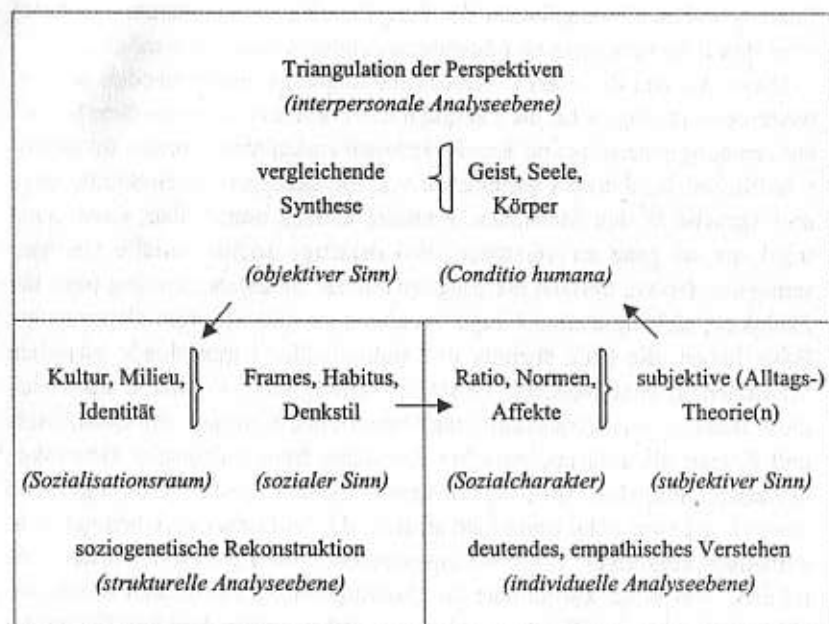 Triangulation der Perspektiven
(interpersonale Analyseebene)
vergleichende
Synthese
Geist, Seele,
Körper
(objektiver Sinn)
(Conditio humana)
Kultur, Milieu,
Identität
Frames, Habitus,
Denkstil
(Sozialisationsraum)
(sozialer Sinn)
soziogenetische Rekonstruktion
(strukturelle Analyseebene)
Ratio, Normen,
Affekte
subjektive (Alltags-)
Theorie(n)
(Sozialcharakter)
(subjektiver Sinn)
deutendes, empathisches Verstehen
(individuelle Analyseebene)